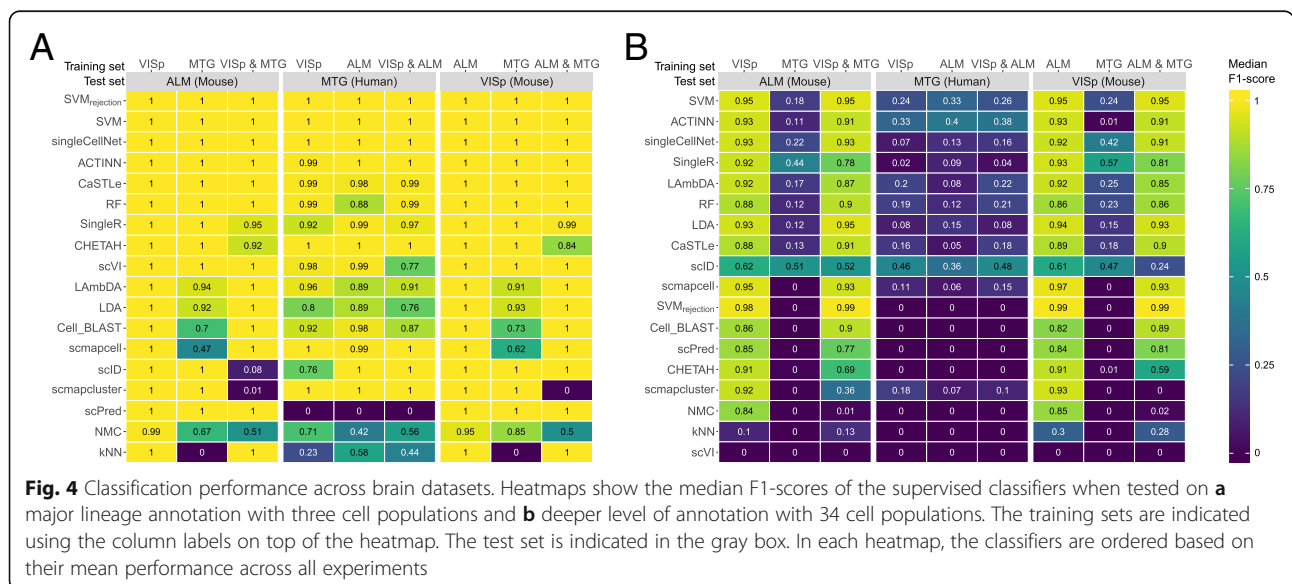 A
Training set VISp MTG VISp & MTG VISp ALM VISp & ALM ALM MTG ALM & MTG
Test set ALM (Mouse) MTG (Human) VISp (Mouse)
SVMrejection 1 1 1 1 1 1 1 1 1
SVM 1 1 1 1 1 1 1 1 1
singleCellNet 1 1 1 1 1 1 1 1 1
ACTINN 1 1 1 0.99 1 1 1 1 1
CaSTLe 1 1 1 0.99 0.98 0.99 1 1 1
RF 1 1 1 0.99 0.88 0.99 1 1 1
SingleR 1 1 0.95 0.92 0.99 0.97 1 1 0.99
CHETAH 1 1 0.92 1 1 1 1 1 0.84
scVI 1 1 1 0.98 0.99 0.77 1 1 1
LAmbDA 1 0.94 1 0.96 0.89 0.91 1 0.91 1
LDA 1 0.92 1 0.8 0.89 0.76 1 0.93 1
Cell_BLAST 1 0.7 1 0.92 0.98 0.87 1 0.73 1
scmapcell 1 0.47 1 1 0.99 1 1 0.62 1
scID 1 1 0.08 0.76 1 1 1 1 1
scmapcluster 1 1 0.01 1 1 1 1 1 0
scPred 1 1 1 0 0 0 1 1 1
NMC 0.99 0.67 0.51 0.71 0.42 0.56 0.95 0.85 0.5
kNN 1 0 1 0.23 0.58 0.44 1 0 1
B
Training set VISp MTG VISp & MTG VISp ALM VISp & ALM ALM MTG ALM & MTG
Test set ALM (Mouse) MTG (Human) VISp (Mouse)
SVM 0.95 0.18 0.95 0.24 0.33 0.26 0.95 0.24 0.95
ACTINN 0.93 0.11 0.91 0.33 0.4 0.38 0.93 0.01 0.91
singleCellNet 0.93 0.22 0.93 0.07 0.13 0.16 0.92 0.42 0.91
SingleR 0.92 0.44 0.78 0.02 0.09 0.04 0.93 0.57 0.81
LAmbDA 0.92 0.17 0.87 0.2 0.08 0.22 0.92 0.25 0.85
RF 0.88 0.12 0.9 0.19 0.12 0.21 0.86 0.23 0.86
LDA 0.93 0.12 0.95 0.08 0.15 0.08 0.94 0.15 0.93
CaSTLe 0.88 0.13 0.91 0.16 0.05 0.18 0.89 0.18 0.9
scID 0.62 0.51 0.52 0.46 0.36 0.48 0.61 0.47 0.24
scmapcell 0.95 0 0.93 0.11 0.06 0.15 0.97 0 0.93
SVMrejection 0.98 0 0.99 0 0 0 0.99 0 0.99
Cell_BLAST 0.86 0 0.9 0 0 0 0.82 0 0.89
scPred 0.85 0 0.77 0 0 0 0.84 0 0.81
CHETAH 0.91 0 0.69 0 0 0 0.91 0.01 0.59
scmapcluster 0.92 0 0.36 0.18 0.07 0.1 0.93 0 0
NMC 0.84 0 0.01 0 0 0 0.85 0 0.02
kNN 0.1 0 0.13 0 0 0 0.3 0 0.28
scVI 0 0 0 0 0 0 0 0 0
Median
F1-score
1
0.75
0.5
0.25
0
Fig. 4 Classification performance across brain datasets. Heatmaps show the median F1-scores of the supervised classifiers when tested on a
major lineage annotation with three cell populations and b deeper level of annotation with 34 cell populations. The training sets are indicated
using the column labels on top of the heatmap. The test set is indicated in the gray box. In each heatmap, the classifiers are ordered based on
their mean performance across all experiments